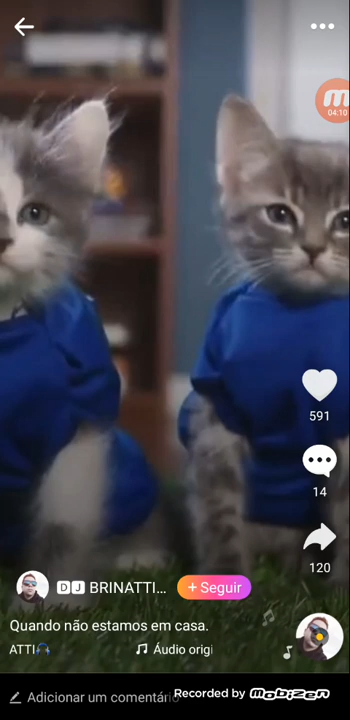 04:10
591
14
120
DJ BRINATTI...
+ Seguir
Quando não estamos em casa.
ATTI🎧
Áudio origi
Adicionar um comentário
Recorded by mobizen